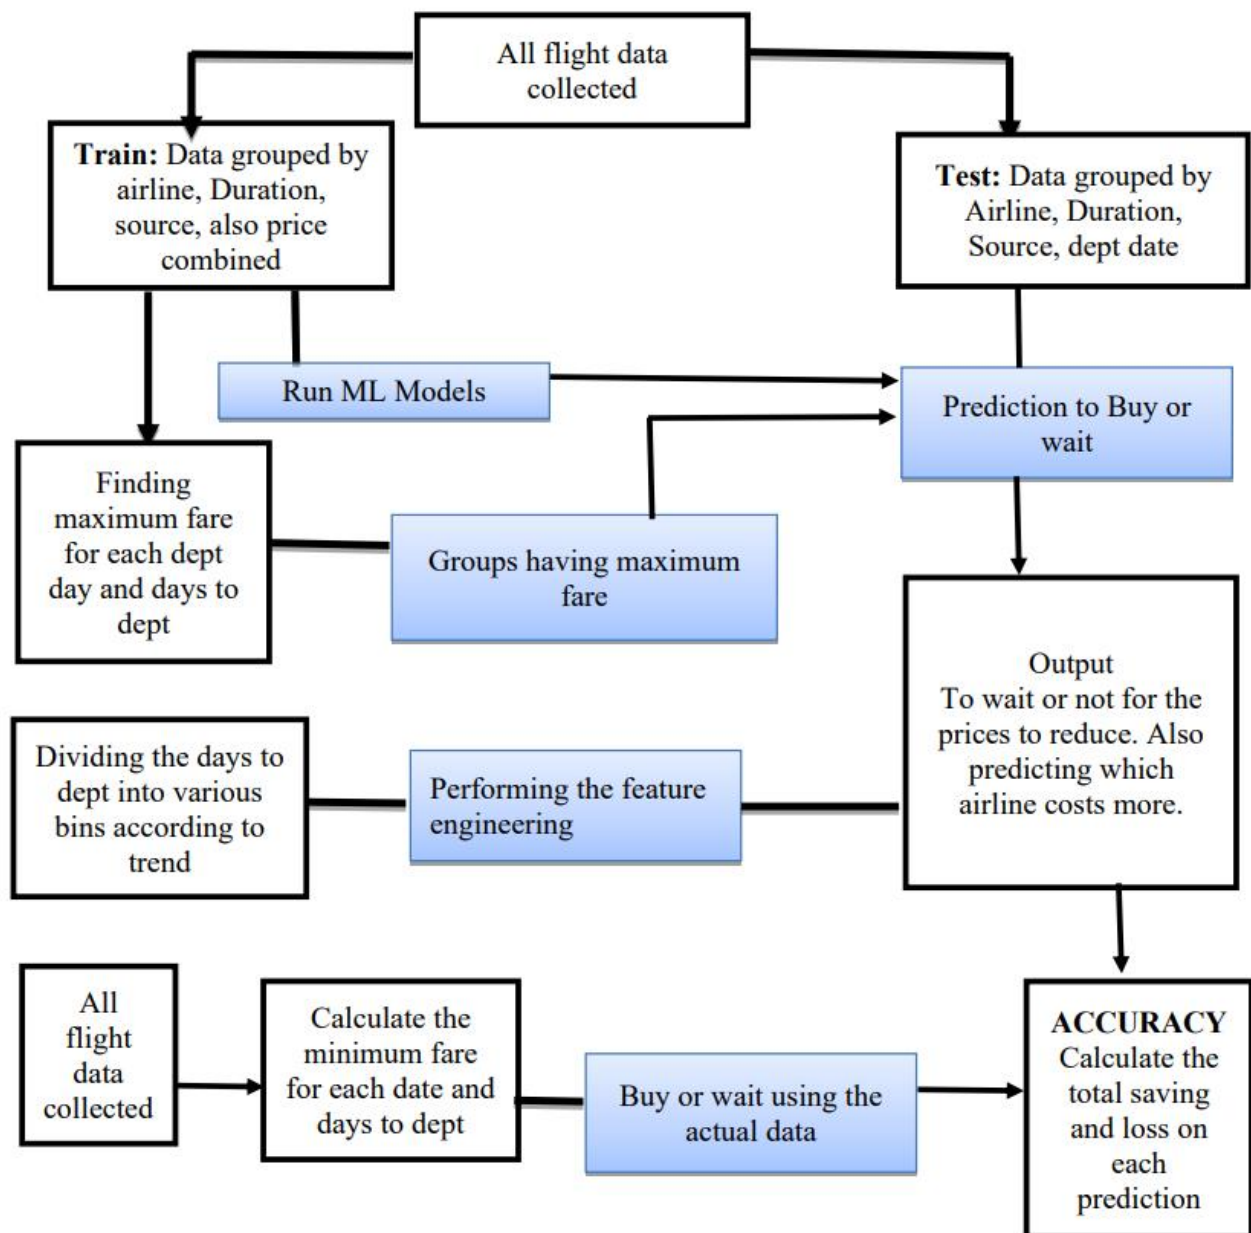 All flight data
collected
Train: Data grouped by
airline, Duration,
source, also price
combined
Test: Data grouped by
Airline, Duration,
Source, dept date
Run ML Models
Prediction to Buy or
wait
Finding
maximum fare
for each dept
day and days to
dept
Groups having maximum
fare
Output
To wait or not for the
prices to reduce. Also
predicting which
airline costs more.
Dividing the days to
dept into various
bins according to
trend
Performing the feature
engineering
All
flight
data
collected
Calculate the
minimum fare
for each date and
days to dept
Buy or wait using the
actual data
ACCURACY
Calculate the
total saving
and loss on
each
prediction